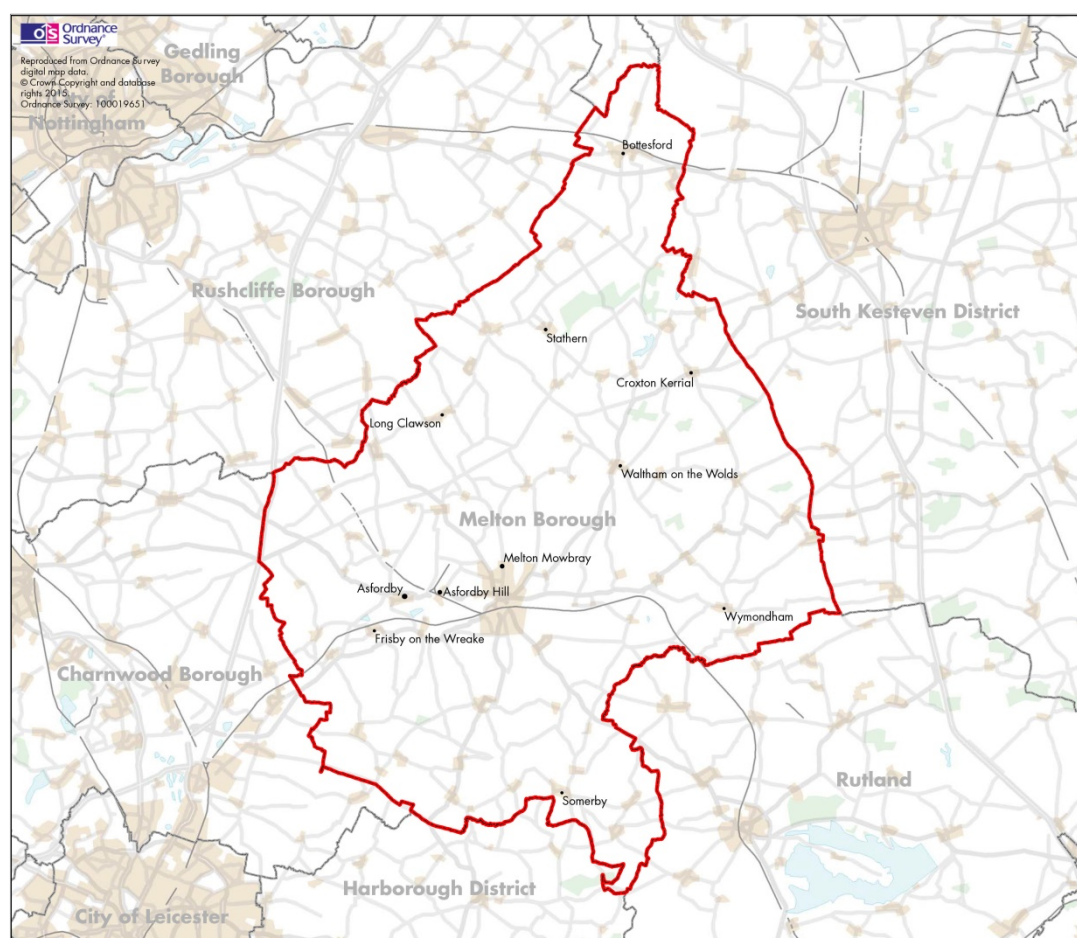 OS Ordnance
Survey®
Reproduced from Ordnance Survey
digital map data.
© Crown Copyright and database
rights 2015.
Ordnance Survey: 100019651
Gedling
Borough
City of
Nottingham
Bottesford
Rushcliffe Borough
South Kesteven District
Stathern
Croxton Kerrial
Long Clawson
Waltham on the Wolds
Melton Borough
Melton Mowbray
Asfordby
Asfordby Hill
Wymondham
Frisby on the Wreake
Charnwood Borough
Rutland
Somerby
Harborough District
City of Leicester